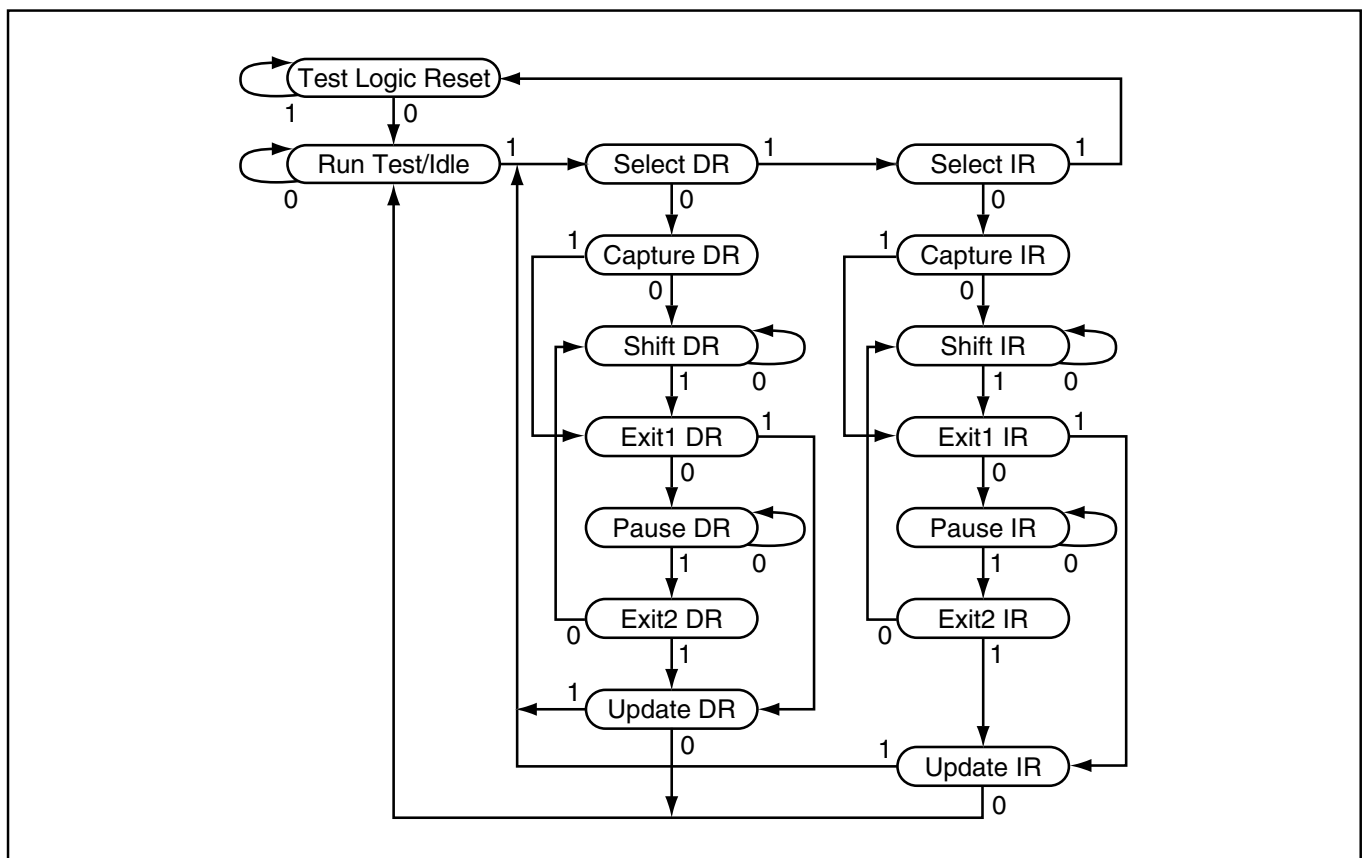 Test Logic Reset
1
0
Run Test/Idle
1
0
Select DR
1
0
Select IR
1
0
1
Capture DR
0
1
Capture IR
0
Shift DR
0
1
Shift IR
0
1
Exit1 DR
1
0
Exit1 IR
1
0
Pause DR
0
1
Pause IR
0
1
Exit2 DR
0
1
Exit2 IR
0
1
1
Update DR
0
1
Update IR
0